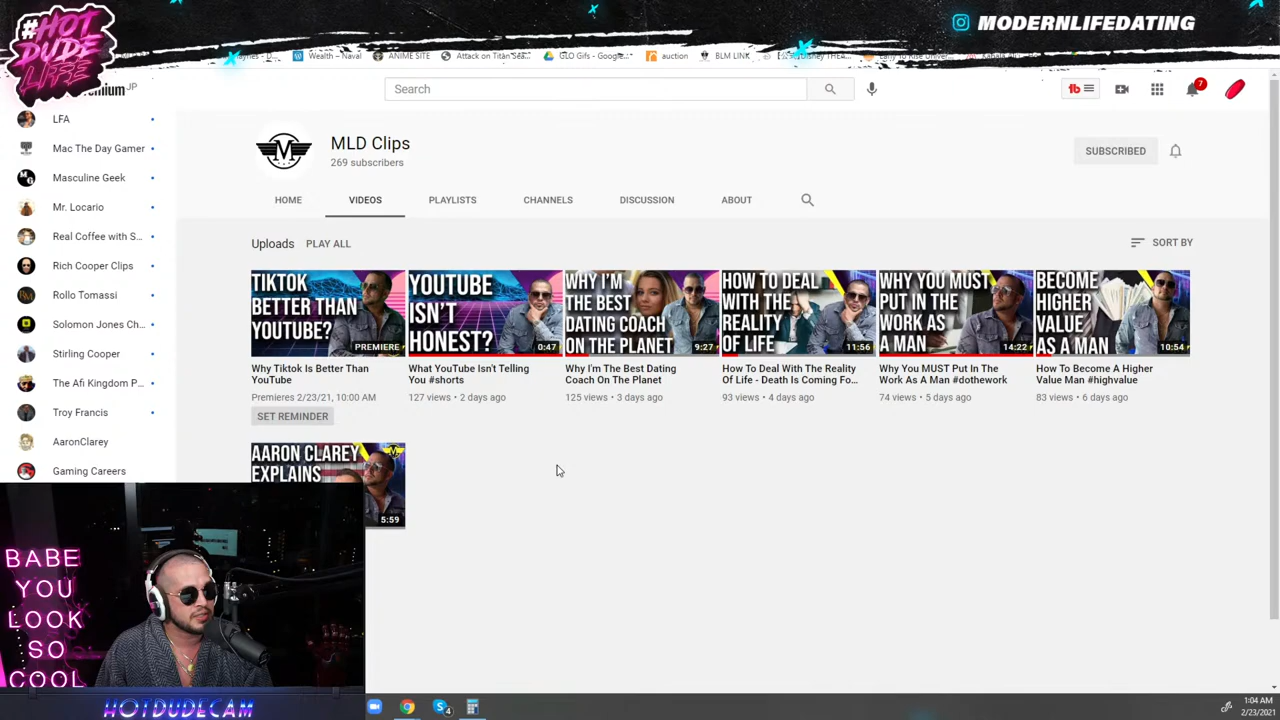 #HOT
DUDE
LIFE
MODERNLIFEDATING
Wealth – Naval
ANIME SITE
Attack on Titan Sea...
GLO Gifs - Google...
auction
BLM LINK
Premium JP
Search
7
LFA
Mac The Day Gamer
Masculine Geek
Mr. Locario
Real Coffee with S...
Rich Cooper Clips
Rollo Tomassi
Solomon Jones Ch...
Stirling Cooper
The Afi Kingdom P...
Troy Francis
AaronClarey
Gaming Careers
MLD Clips
269 subscribers
SUBSCRIBED
HOME
VIDEOS
PLAYLISTS
CHANNELS
DISCUSSION
ABOUT
Uploads
PLAY ALL
SORT BY
TIKTOK
BETTER THAN
YOUTUBE?
PREMIERE
Why Tiktok Is Better Than
YouTube
Premieres 2/23/21, 10:00 AM
SET REMINDER
YOUTUBE
ISN'T
HONEST?
0:47
What YouTube Isn't Telling
You #shorts
127 views • 2 days ago
WHY I'M
THE BEST
DATING COACH
ON THE PLANET
9:27
Why I'm The Best Dating
Coach On The Planet
125 views • 3 days ago
HOW TO DEAL
WITH THE
REALITY
OF LIFE
11:56
How To Deal With The Reality
Of Life - Death Is Coming Fo...
93 views • 4 days ago
WHY YOU MUST
PUT IN THE
WORK AS
A MAN
14:22
Why You MUST Put In The
Work As A Man #dothework
74 views • 5 days ago
BECOME
HIGHER
VALUE
AS A MAN
10:54
How To Become A Higher
Value Man #highvalue
83 views • 6 days ago
AARON CLAREY
EXPLAINS
5:59
BABE
YOU
LOOK
SO
COOL
HOTDUDECAM
4
1:04 AM
2/23/2021